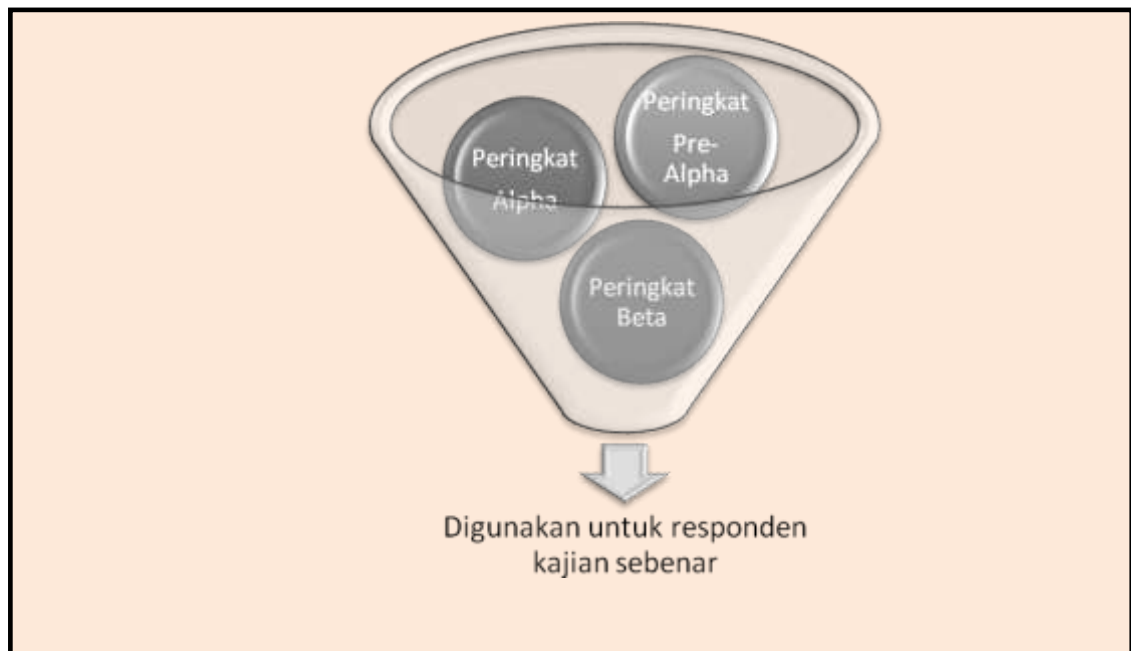 Peringkat
Pre-
Alpha
Peringkat
Alpha
Peringkat
Beta
Digunakan untuk responden
kajian sebenar